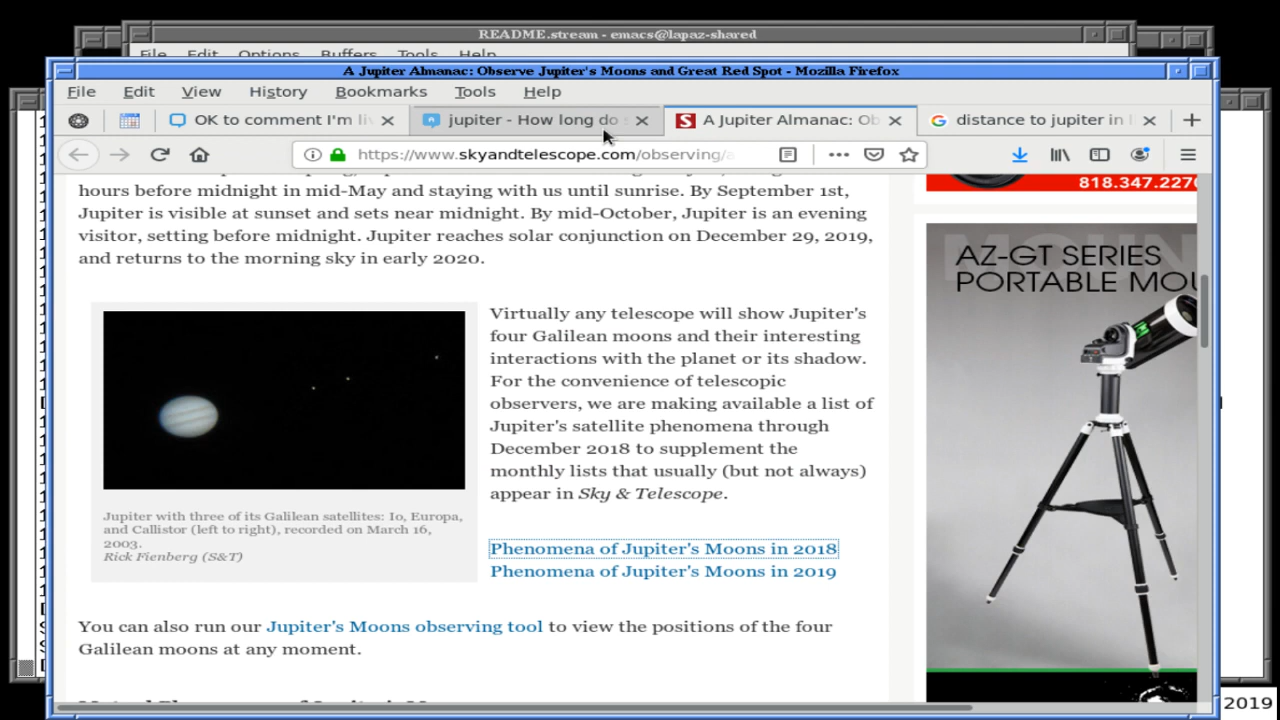 README.stream - emacs@lapaz-shared
File Edit Options Buffers Tools Help
A Jupiter Almanac: Observe Jupiter's Moons and Great Red Spot - Mozilla Firefox
File Edit View History Bookmarks Tools Help
OK to comment I'm li
jupiter - How long do
A Jupiter Almanac: Ob
distance to jupiter in l
https://www.skyandtelescope.com/observing/a
hours before midnight in mid-May and staying with us until sunrise. By September 1st,
Jupiter is visible at sunset and sets near midnight. By mid-October, Jupiter is an evening
visitor, setting before midnight. Jupiter reaches solar conjunction on December 29, 2019,
and returns to the morning sky in early 2020.
Virtually any telescope will show Jupiter's
four Galilean moons and their interesting
interactions with the planet or its shadow.
For the convenience of telescopic
observers, we are making available a list of
Jupiter's satellite phenomena through
December 2018 to supplement the
monthly lists that usually (but not always)
appear in Sky & Telescope.
Jupiter with three of its Galilean satellites: Io, Europa,
and Callistor (left to right), recorded on March 16,
2003.
Rick Fienberg (S&T)
Phenomena of Jupiter's Moons in 2018
Phenomena of Jupiter's Moons in 2019
You can also run our Jupiter's Moons observing tool to view the positions of the four
Galilean moons at any moment.
818.347.2270
AZ-GT SERIES
PORTABLE MOU
2019